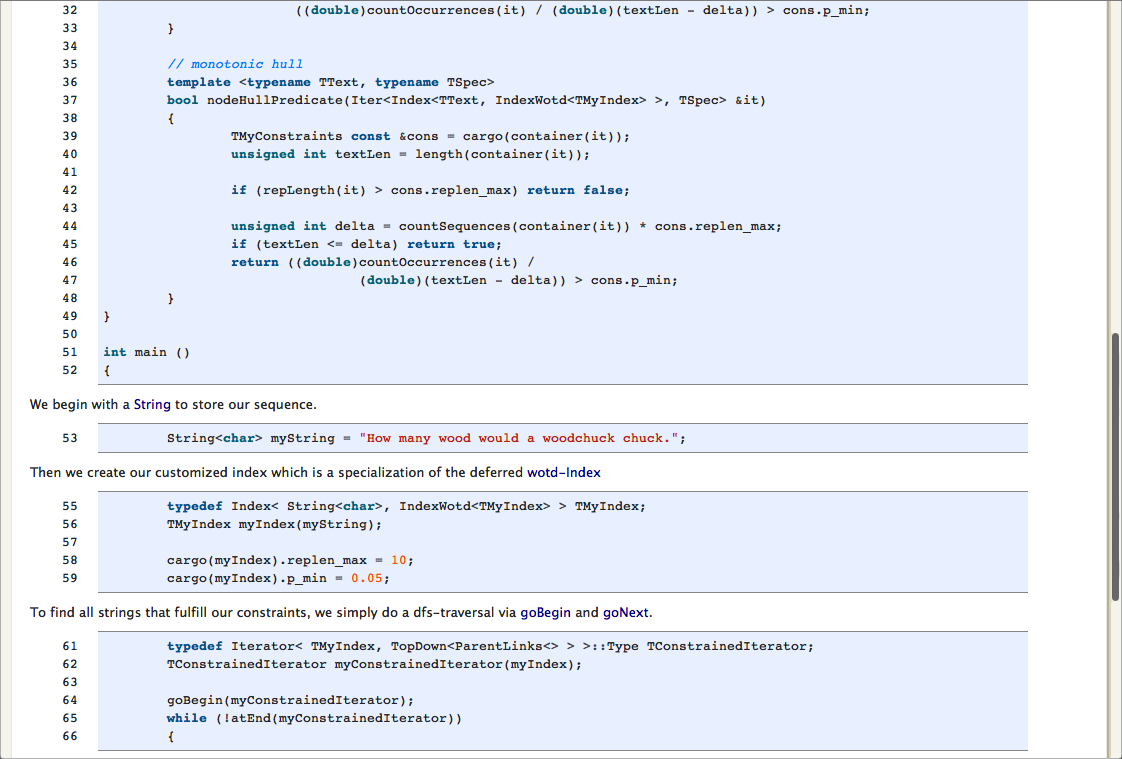 32 ((double)countOccurrences(it) / (double)(textLen - delta)) > cons.p_min;
33 }
34
35 // monotonic hull
36 template <typename TText, typename TSpec>
37 bool nodeHullPredicate(Iter<Index<TText, IndexWotd<TMyIndex> >, TSpec> &it)
38 {
39 TMyConstraints const &cons = cargo(container(it));
40 unsigned int textLen = length(container(it));
41
42 if (repLength(it) > cons.replen_max) return false;
43
44 unsigned int delta = countSequences(container(it)) * cons.replen_max;
45 if (textLen <= delta) return true;
46 return ((double)countOccurrences(it) /
47 (double)(textLen - delta)) > cons.p_min;
48 }
49 }
50
51 int main ()
52 {
We begin with a String to store our sequence.
53 String<char> myString = "How many wood would a woodchuck chuck.";
Then we create our customized index which is a specialization of the deferred wotd-Index
55 typedef Index< String<char>, IndexWotd<TMyIndex> > TMyIndex;
56 TMyIndex myIndex(myString);
57
58 cargo(myIndex).replen_max = 10;
59 cargo(myIndex).p_min = 0.05;
To find all strings that fulfill our constraints, we simply do a dfs-traversal via goBegin and goNext.
61 typedef Iterator< TMyIndex, TopDown<ParentLinks<> > >::Type TConstrainedIterator;
62 TConstrainedIterator myConstrainedIterator(myIndex);
63
64 goBegin(myConstrainedIterator);
65 while (!atEnd(myConstrainedIterator))
66 {